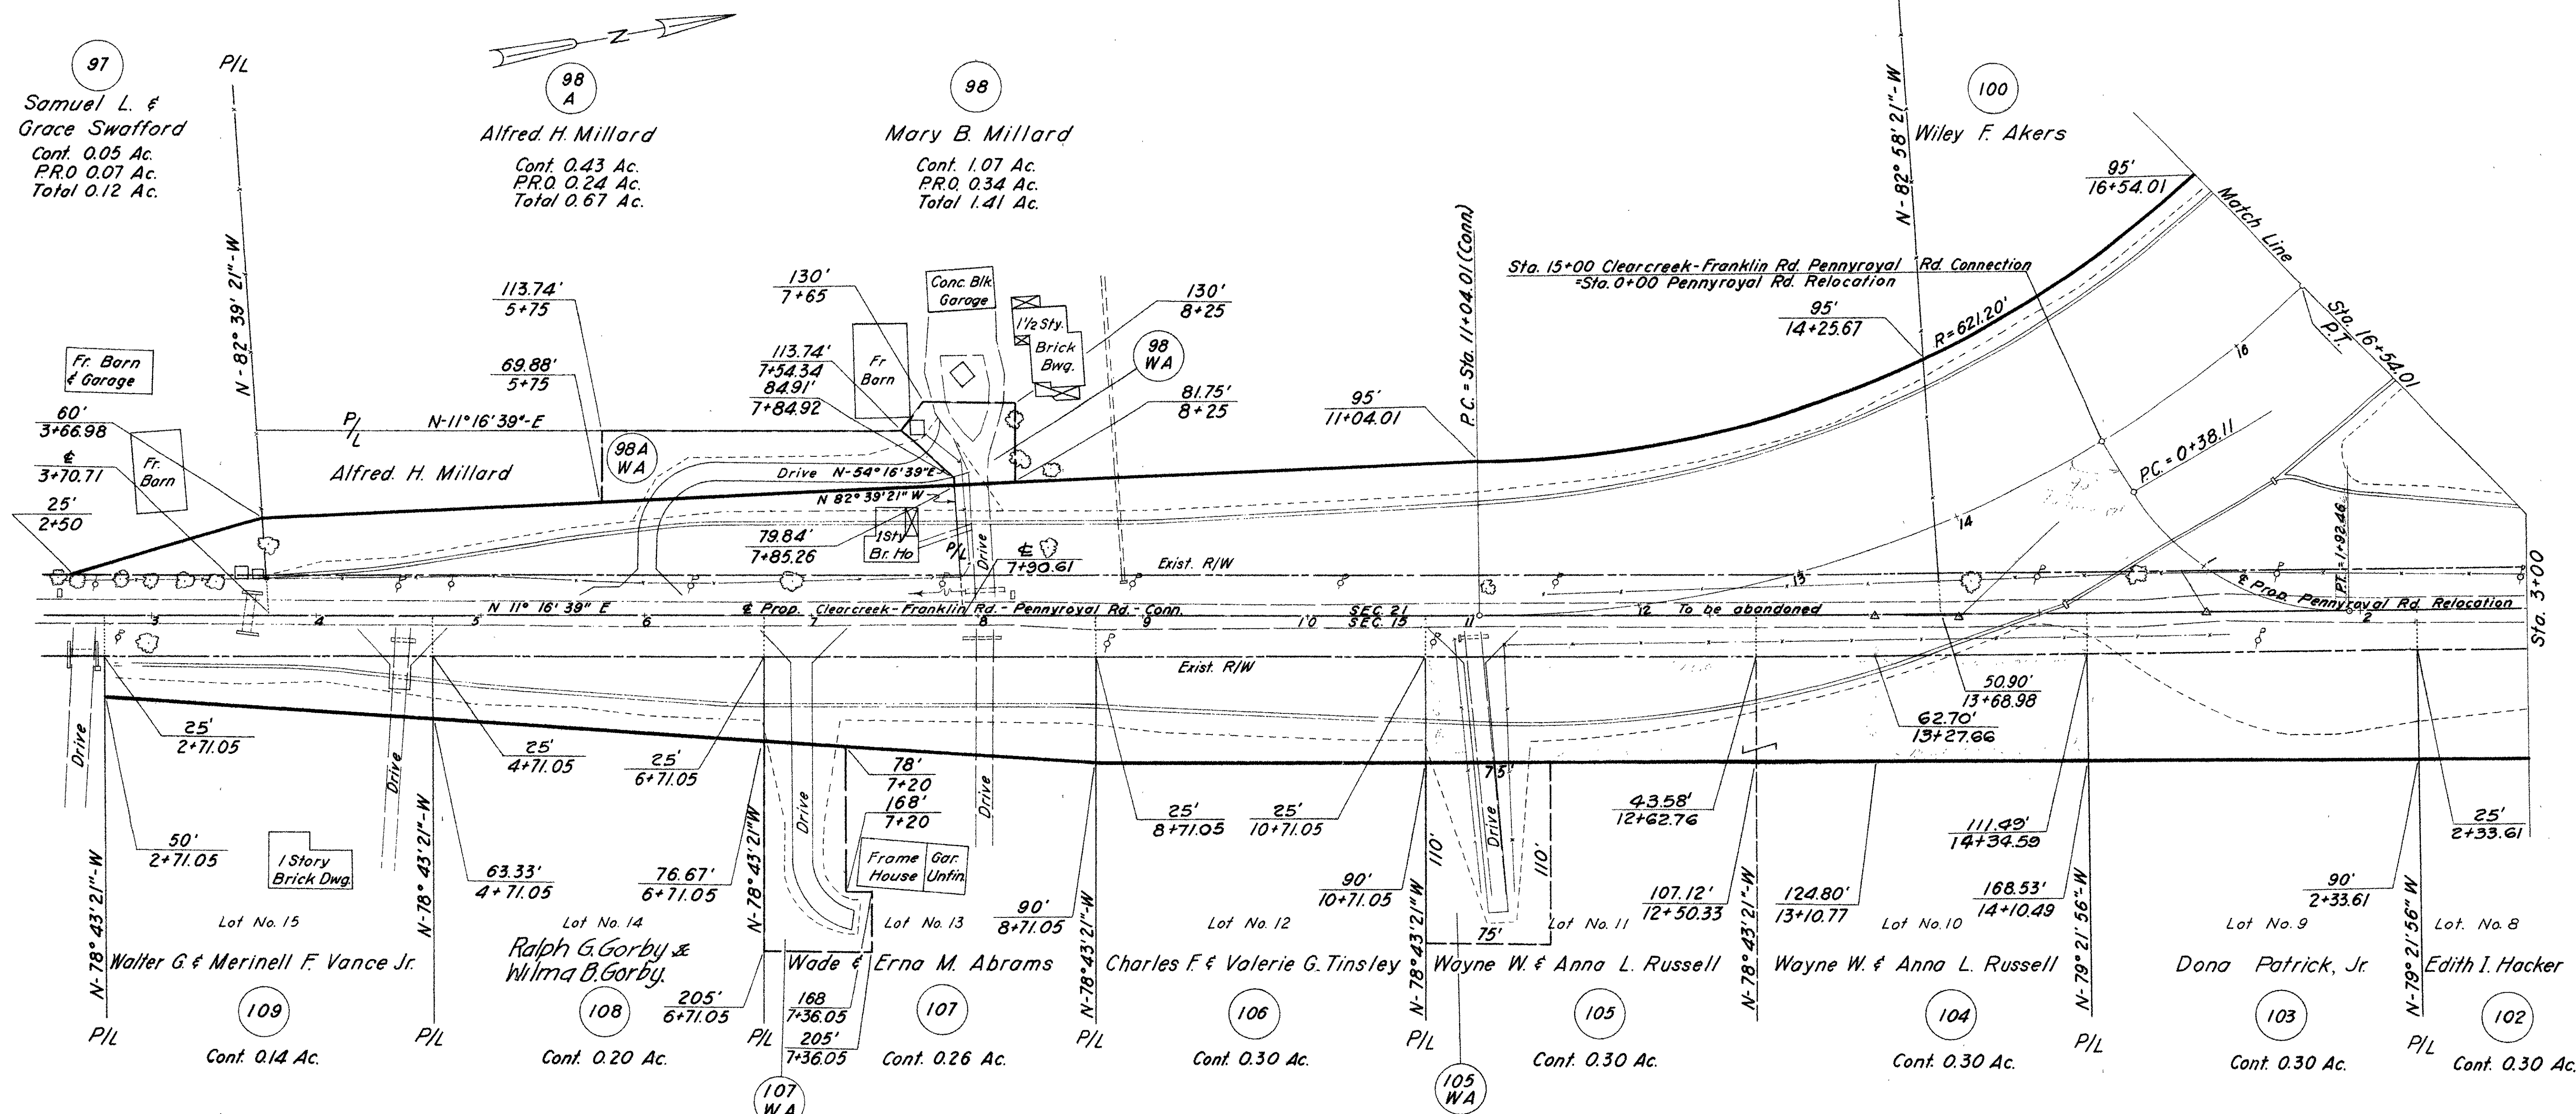 97
Samuel L. &
Grace Swafford
Cont. 0.05 Ac.
P.R.O 0.07 Ac.
Total 0.12 Ac.
P/L
N-82° 39' 21"-W
N
98
A
Alfred. H. Millard
Cont. 0.43 Ac.
P.R.O. 0.24 Ac.
Total 0.67 Ac.
98
Mary B. Millard
Cont. 1.07 Ac.
P.R.O. 0.34 Ac.
Total 1.41 Ac.
100
Wiley F. Akers
N-82° 58' 21"-W
95'
16+54.01
Match Line
Sta. 16+54.01
P.T.
P.C. = Sta. 11+04.01 (Conn.)
Sta. 15+00 Clearcreek-Franklin Rd. Pennyroyal Rd. Connection
=Sta. 0+00 Pennyroyal Rd. Relocation
95'
14+25.67
R=621.20'
16
113.74'
5+75
130'
7+65
Conc. Blk
Garage
1½ Sty.
Brick
Bwg.
130'
8+25
98
WA
Fr. Barn
& Garage
69.88'
5+75
113.74'
7+54.34
84.91'
7+84.92
Fr
Barn
81.75'
8+25
95'
11+04.01
60'
3+66.98
P/L
N-11° 16' 39"-E
98A
WA
℄
3+70.71
Fr.
Barn
Alfred. H. Millard
Drive N-54° 16' 39"E
N 82° 39' 21" W
P.C. = 0+38.11
25'
2+50
79.84'
7+85.26
1 Sty
Br. Ho
P/L
Drive
℄
7+90.61
Exist. R/W
14
13
1
P.T. = 1+92.46
Sta. 3+00
N 11° 16' 39" E
℄ Prop. Clearcreek-Franklin Rd.- Pennyroyal Rd.- Conn.
SEC. 21
SEC. 15
To be abandoned
℄ Prop. Pennyroyal Rd. Relocation
3
4
5
6
7
8
9
10
11
12
2
Exist. R/W
Drive
25'
2+71.05
Drive
25'
4+71.05
25'
6+71.05
Drive
78'
7+20
168'
7+20
Drive
25'
8+71.05
25'
10+71.05
75'
Drive
110'
110'
75'
43.58'
12+62.76
50.90'
13+68.98
62.70'
13+27.66
111.49'
14+34.59
25'
2+33.61
50'
2+71.05
1 Story
Brick Dwg.
63.33'
4+71.05
76.67'
6+71.05
Frame
House
Gar.
Unfin.
90'
8+71.05
90'
10+71.05
107.12'
12+50.33
124.80'
13+10.77
168.53'
14+10.49
90'
2+33.61
N-78° 43' 21"-W
N-78° 43' 21"-W
N-78° 43' 21"W
N-78° 43' 21"-W
N-78° 43' 21"W
N-78° 43' 21"-W
N-79° 21' 56"-W
N-79° 21' 56" W
Lot No. 15
Lot No. 14
Lot No. 13
Lot No. 12
Lot No. 11
Lot No. 10
Lot No. 9
Lot. No. 8
Walter G. & Merinell F. Vance Jr.
Ralph G. Gorby &
Wilma B. Gorby.
Wade & Erna M. Abrams
Charles F. & Valerie G. Tinsley
Wayne W. & Anna L. Russell
Wayne W. & Anna L. Russell
Dona Patrick, Jr.
Edith I. Hacker
205'
6+71.05
168
7+36.05
205'
7+36.05
109
108
107
106
105
104
103
102
P/L
P/L
P/L
P/L
P/L
P/L
P/L
Cont. 0.14 Ac.
Cont. 0.20 Ac.
Cont. 0.26 Ac.
Cont. 0.30 Ac.
Cont. 0.30 Ac.
Cont. 0.30 Ac.
Cont. 0.30 Ac.
Cont. 0.30 Ac.
107
WA
105
WA